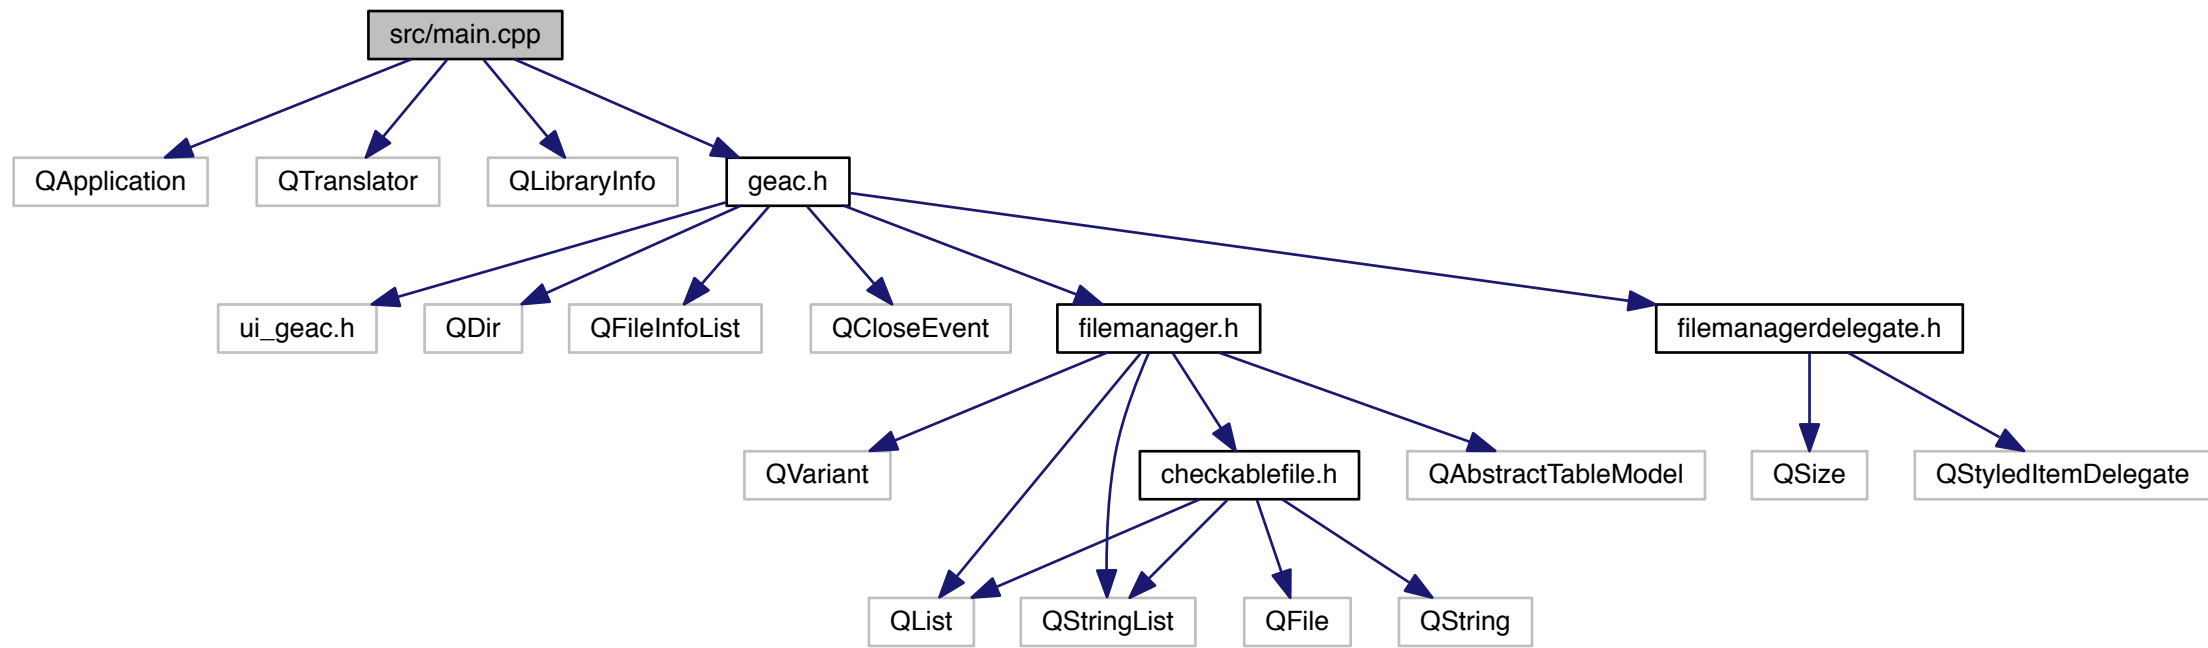 src/main.cpp
QApplication
QTranslator
QLibraryInfo
geac.h
ui_geac.h
QDir
QFileInfoList
QCloseEvent
filemanager.h
filemanagerdelegate.h
QVariant
checkablefile.h
QAbstractTableModel
QSize
QStyledItemDelegate
QList
QStringList
QFile
QString